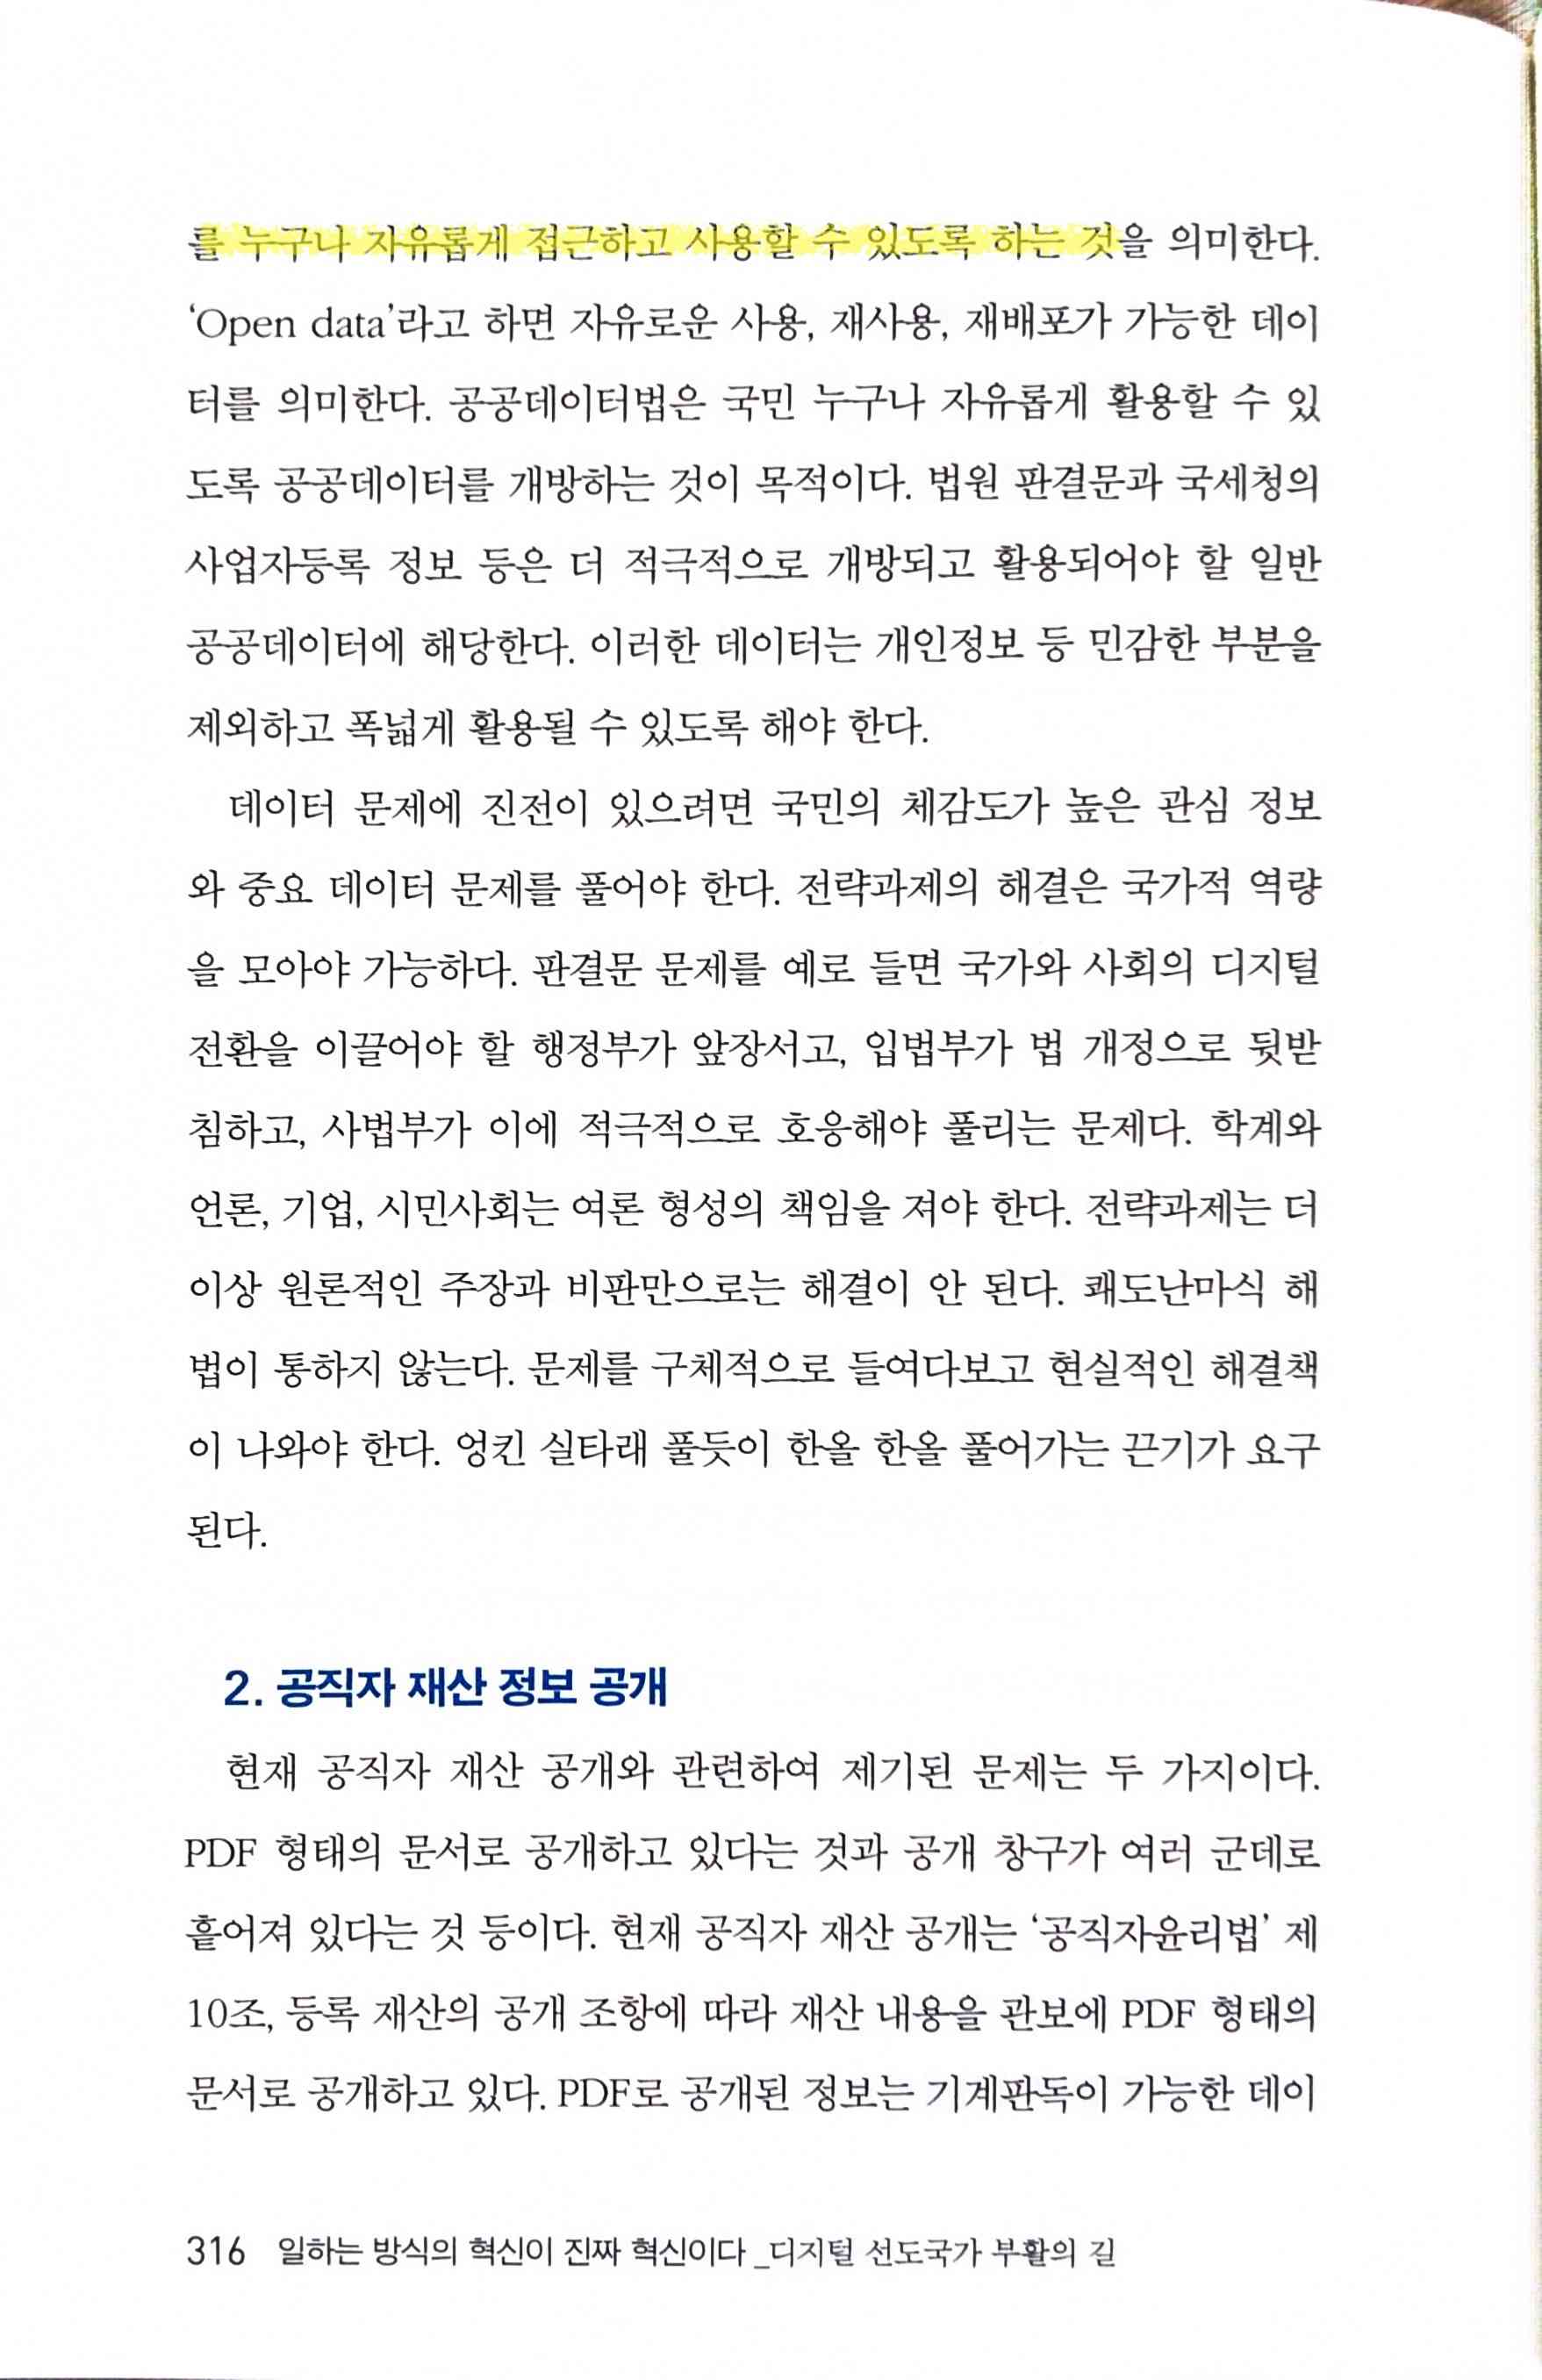 를 누구나 자유롭게 접근하고 사용할 수 있도록 하는 것을 의미한다.
‘Open data’라고 하면 자유로운 사용, 재사용, 재배포가 가능한 데이
터를 의미한다. 공공데이터법은 국민 누구나 자유롭게 활용할 수 있
도록 공공데이터를 개방하는 것이 목적이다. 법원 판결문과 국세청의
사업자등록 정보 등은 더 적극적으로 개방되고 활용되어야 할 일반
공공데이터에 해당한다. 이러한 데이터는 개인정보 등 민감한 부분을
제외하고 폭넓게 활용될 수 있도록 해야 한다.
데이터 문제에 진전이 있으려면 국민의 체감도가 높은 관심 정보
와 중요 데이터 문제를 풀어야 한다. 전략과제의 해결은 국가적 역량
을 모아야 가능하다. 판결문 문제를 예로 들면 국가와 사회의 디지털
전환을 이끌어야 할 행정부가 앞장서고, 입법부가 법 개정으로 뒷받
침하고, 사법부가 이에 적극적으로 호응해야 풀리는 문제다. 학계와
언론, 기업, 시민사회는 여론 형성의 책임을 져야 한다. 전략과제는 더
이상 원론적인 주장과 비판만으로는 해결이 안 된다. 쾌도난마식 해
법이 통하지 않는다. 문제를 구체적으로 들여다보고 현실적인 해결책
이 나와야 한다. 엉킨 실타래 풀듯이 한올 한올 풀어가는 끈기가 요구
된다.
2. 공직자 재산 정보 공개
현재 공직자 재산 공개와 관련하여 제기된 문제는 두 가지이다.
PDF 형태의 문서로 공개하고 있다는 것과 공개 창구가 여러 군데로
흩어져 있다는 것 등이다. 현재 공직자 재산 공개는 ‘공직자윤리법’ 제
10조, 등록 재산의 공개 조항에 따라 재산 내용을 관보에 PDF 형태의
문서로 공개하고 있다. PDF로 공개된 정보는 기계판독이 가능한 데이
316 일하는 방식의 혁신이 진짜 혁신이다 _디지털 선도국가 부활의 길